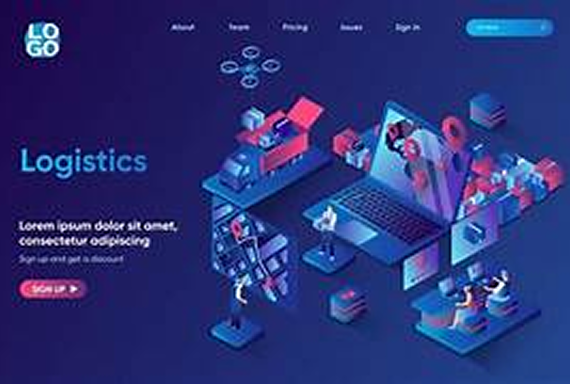 LO
GO
About Team Pricing Issues Sign In
Logistics
Lorem ipsum dolor sit amet,
consectetur adipiscing
Sign up and get a discount
SIGN UP